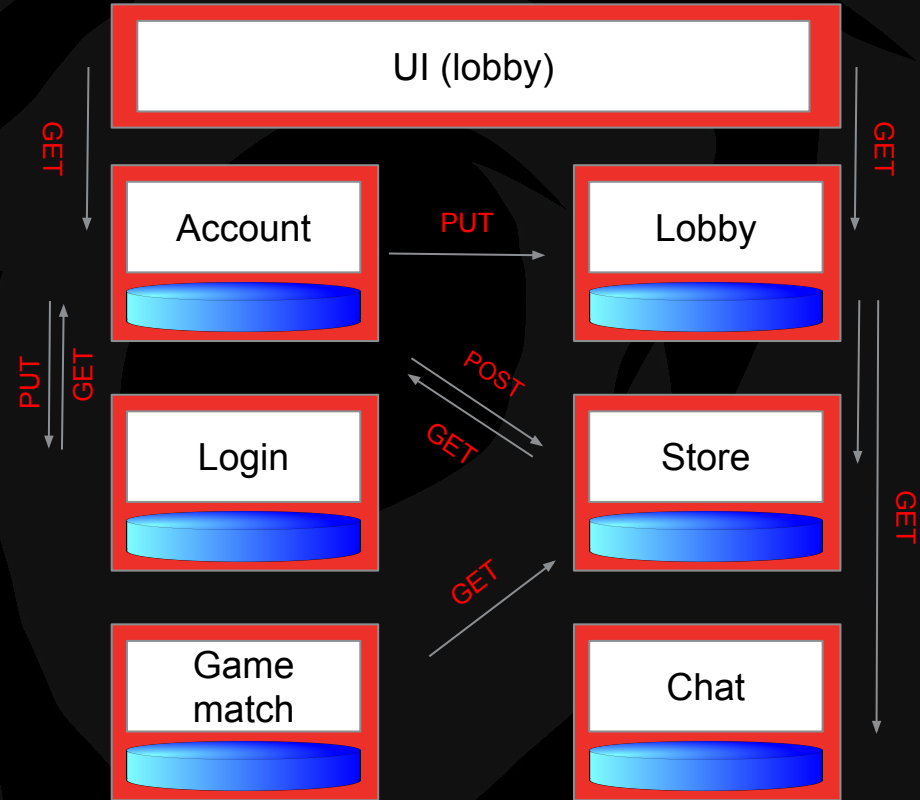 UI (lobby)
GET
GET
Account
PUT
Lobby
PUT
GET
POST
GET
Login
Store
GET
GET
Game
match
Chat